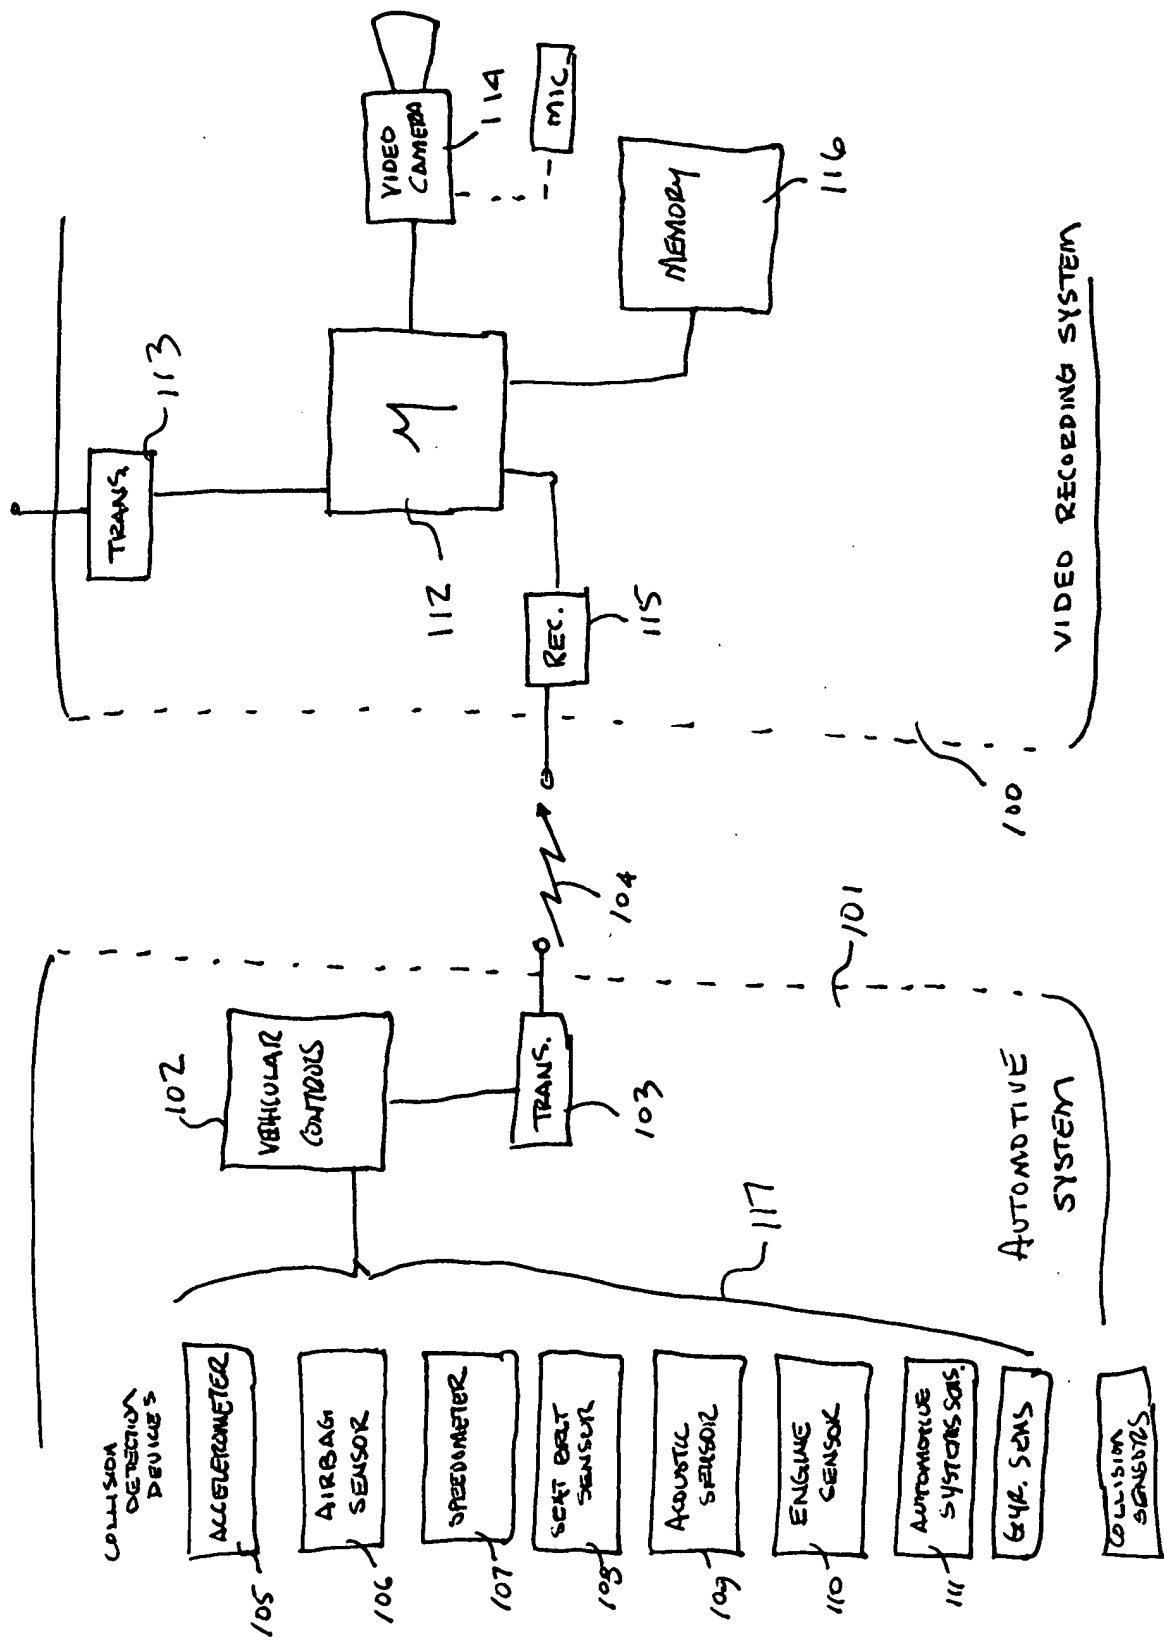 COLLISION
DETECTION
DEVICES
ACCELEROMETER
105
AIRBAG
SENSOR
106
SPEEDOMETER
107
SEAT BELT
SENSOR
108
ACOUSTIC
SENSOR
109
ENGINE
SENSOR
110
AUTOMOTIVE
111
GYR. SENS
COLLISION
SENSORS
117
102
VEHICULAR
CONTROLS
TRANS.
103
AUTOMOTIVE
SYSTEM
101
104
100
TRANS.
113
112
REC.
115
VIDEO
CAMERA
114
MIC
MEMORY
116
VIDEO RECORDING SYSTEM